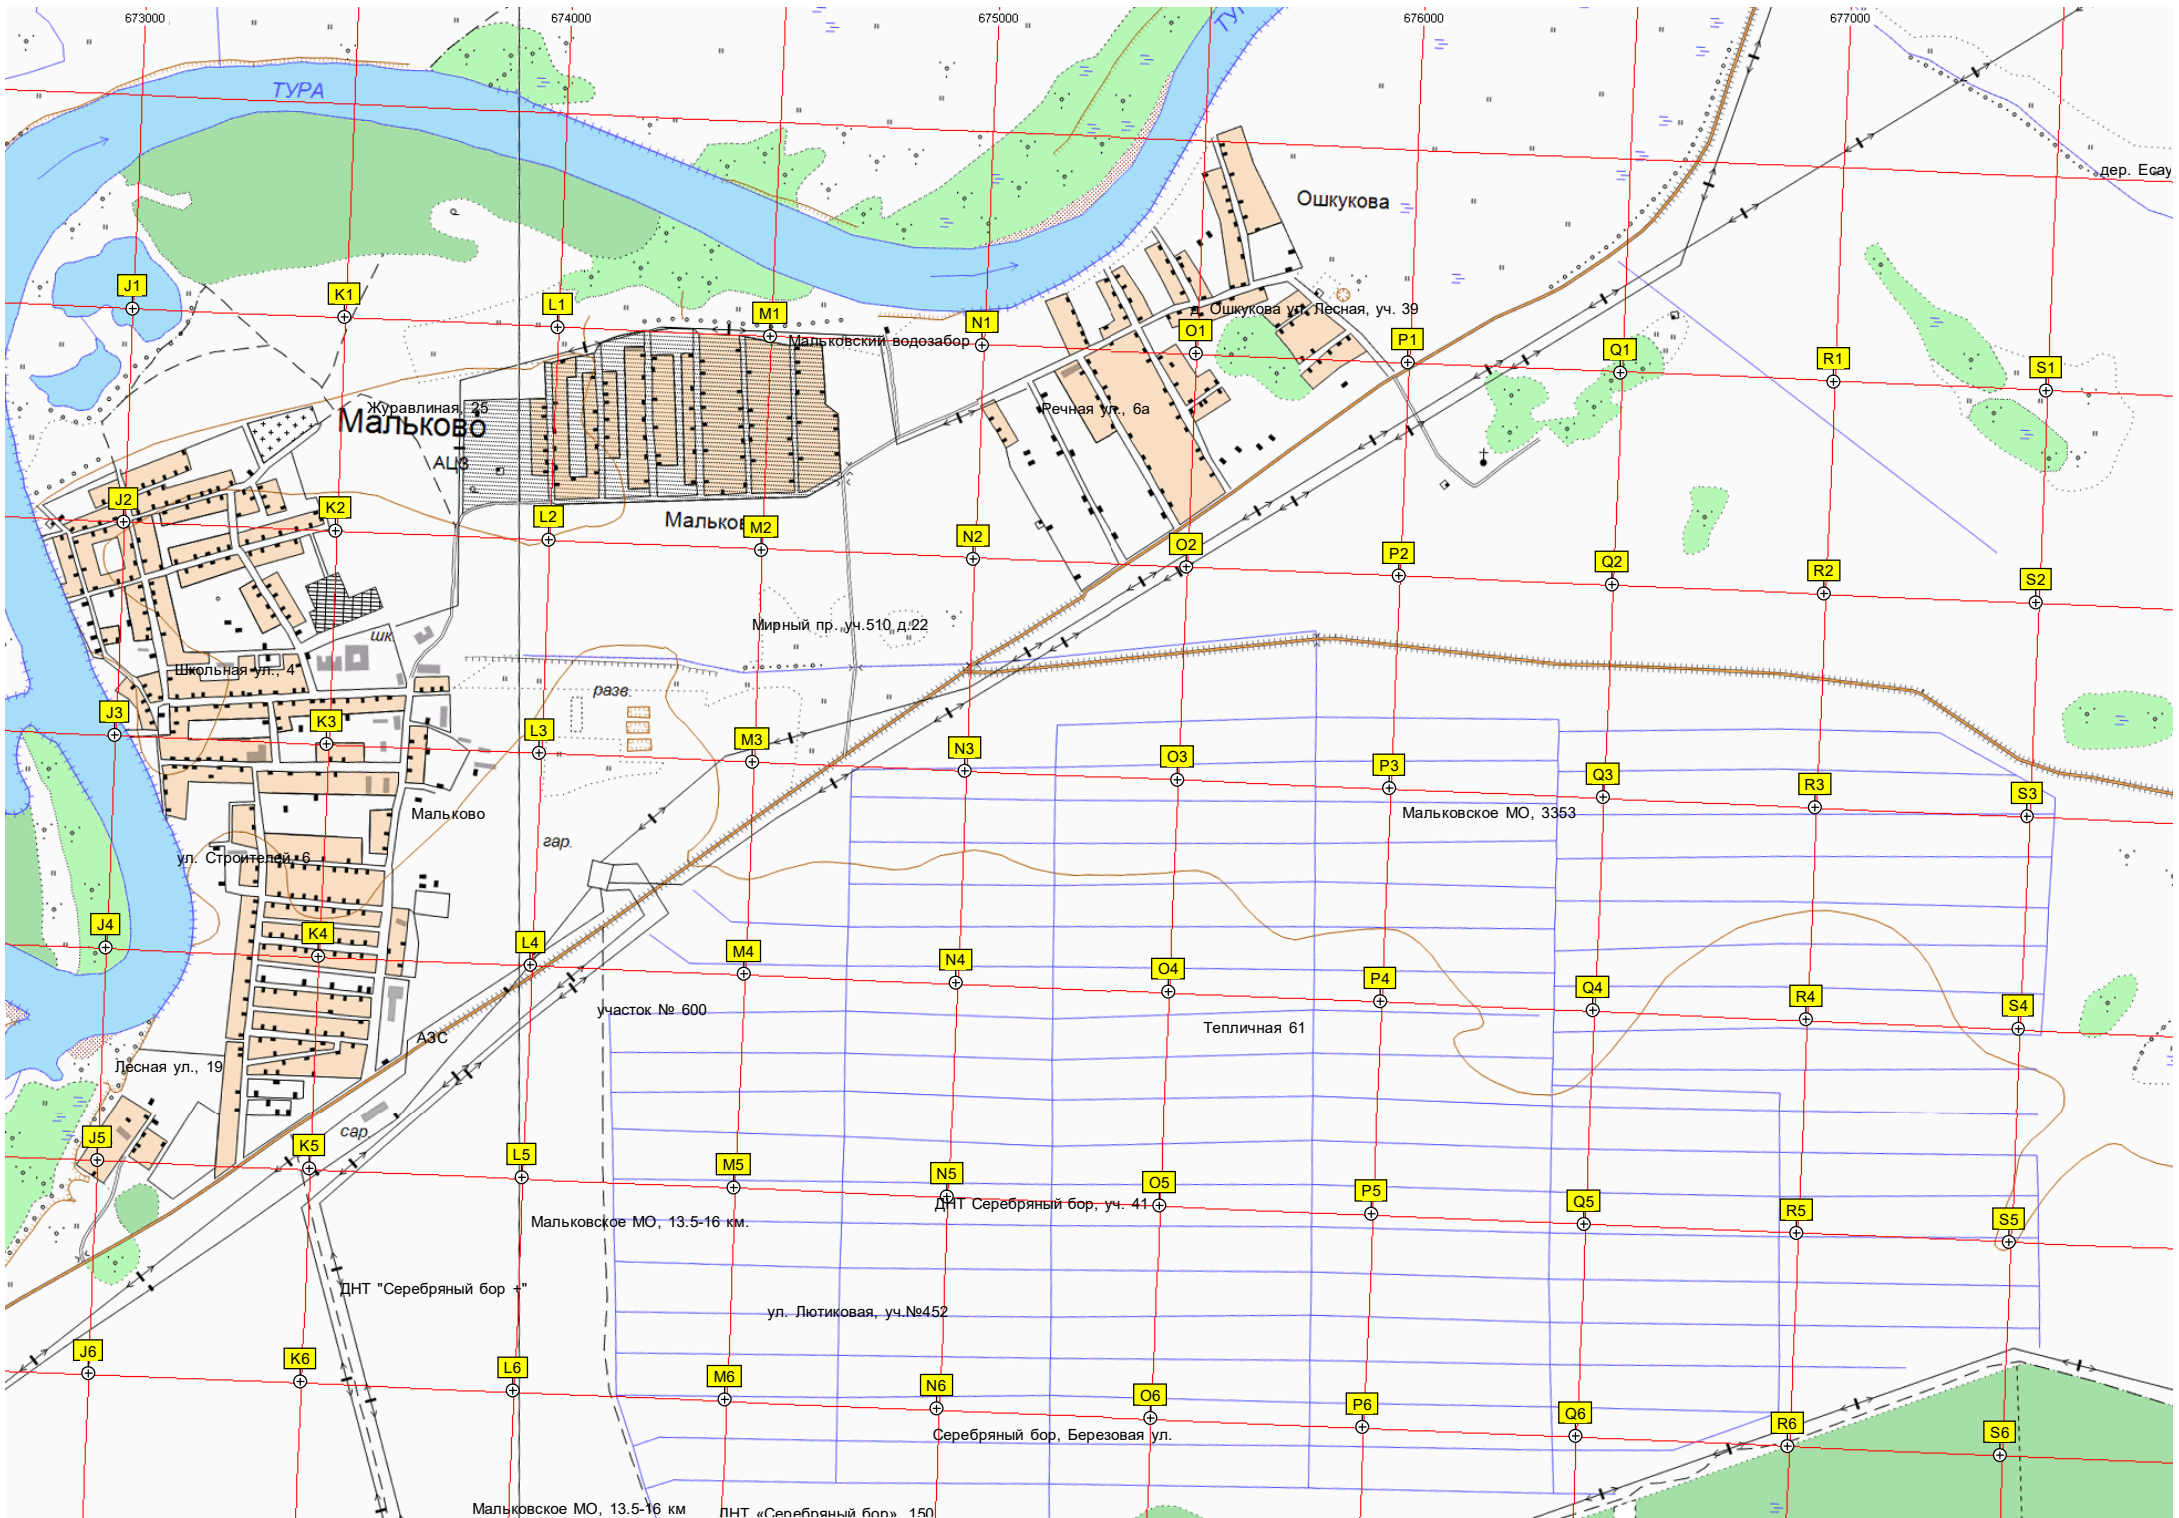 673000 674000 675000 676000 677000
ТУРА
дер. Есау
Ошкукова
J1 K1 L1 M1 N1 O1 P1 Q1 R1 S1
д. Ошкукова ул. Лесная, уч. 39
Мальковский водозабор
Журавлиная, 25
Мальково
Речная ул., 6а
АЦЗ
J2 K2 L2 M2 N2 O2 P2 Q2 R2 S2
Мирный пр. уч.510 д.22
шк.
Школьная ул., 4
разв.
J3 K3 L3 M3 N3 O3 P3 Q3 R3 S3
Мальково
Мальковское МО, 3353
гар.
ул. Строителей, 6
J4 K4 L4 M4 N4 O4 P4 Q4 R4 S4
участок № 600
Тепличная 61
АЗС
Лесная ул., 19
сар.
J5 K5 L5 M5 N5 O5 P5 Q5 R5 S5
ДНТ Серебряный бор, уч. 41
Мальковское МО, 13.5-16 км.
ДНТ "Серебряный бор +"
ул. Лютиковая, уч.№452
J6 K6 L6 M6 N6 O6 P6 Q6 R6 S6
Серебряный бор, Березовая ул.
Мальковское МО, 13.5-16 км
ДНТ «Серебряный бор», 150